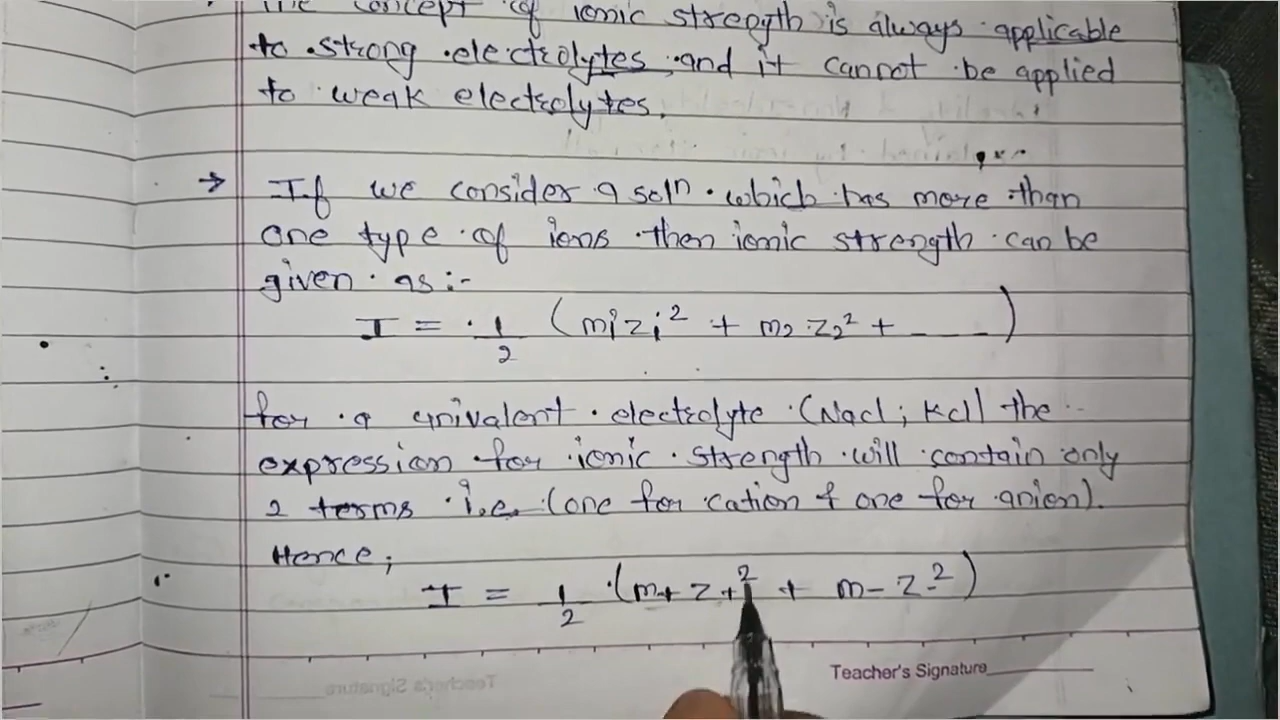 The concept of ionic strength is always applicable
to strong electrolytes and it cannot be applied
to weak electrolytes.
→ If we consider a solⁿ which has more than
one type of ions then ionic strength can be
given as :-
I = 1/2 (m₁z₁² + m₂z₂² + ---)
for a univalent electrolyte (Nacl ; Kcl) the
expression for ionic strength will contain only
2 terms i.e. (one for cation & one for anion).
Hence ;
I = 1/2 (m+ z+² + m- z-²)
Teacher's Signature